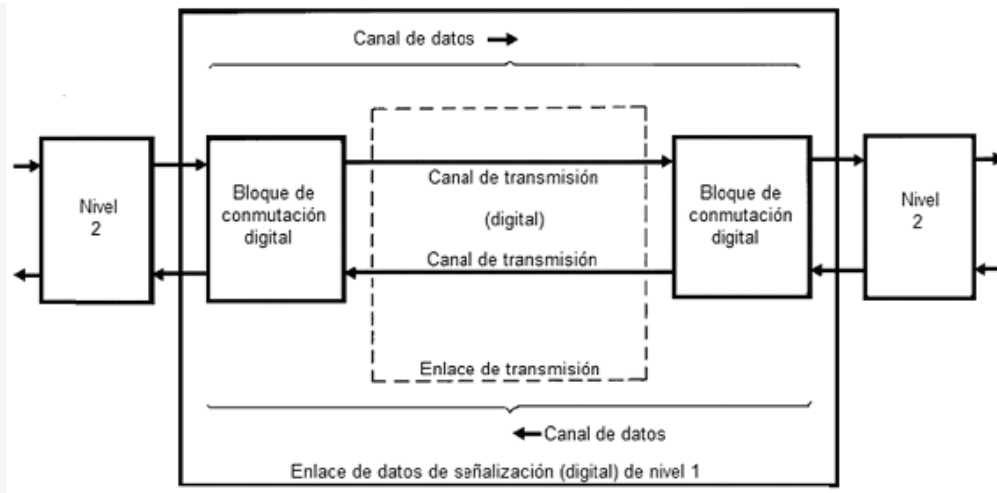 Canal de datos
Nivel
2
Bloque de
conmutación
digital
Canal de transmisión
(digital)
Canal de transmisión
Bloque de
conmutación
digital
Nivel
2
Enlace de transmisión
Canal de datos
Enlace de datos de señalización (digital) de nivel 1